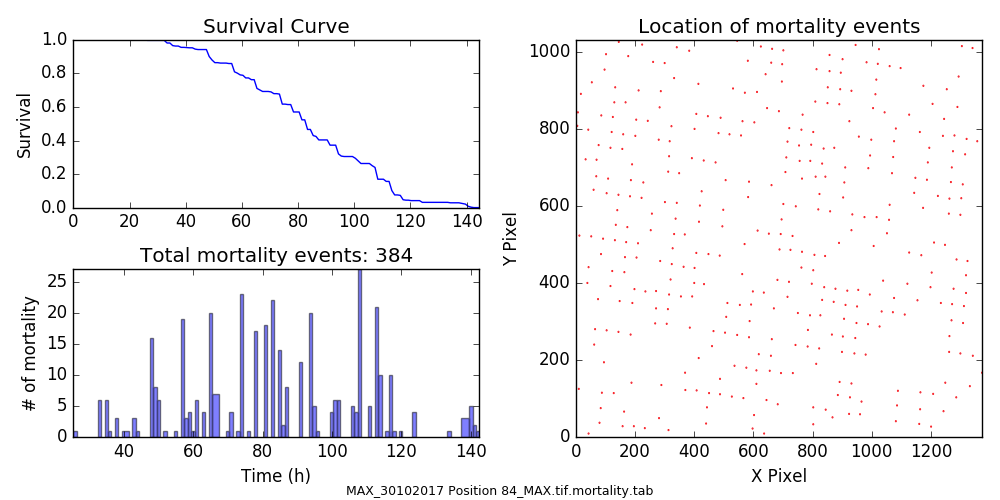 Survival Curve
Survival
1.0
0.8
0.6
0.4
0.2
0.0
0 20 40 60 80 100 120 140
Total mortality events: 384
# of mortality
25
20
15
10
5
0
40 60 80 100 120 140
Time (h)
Location of mortality events
Y Pixel
1000
800
600
400
200
0
0 200 400 600 800 1000 1200
X Pixel
MAX_30102017 Position 84_MAX.tif.mortality.tab